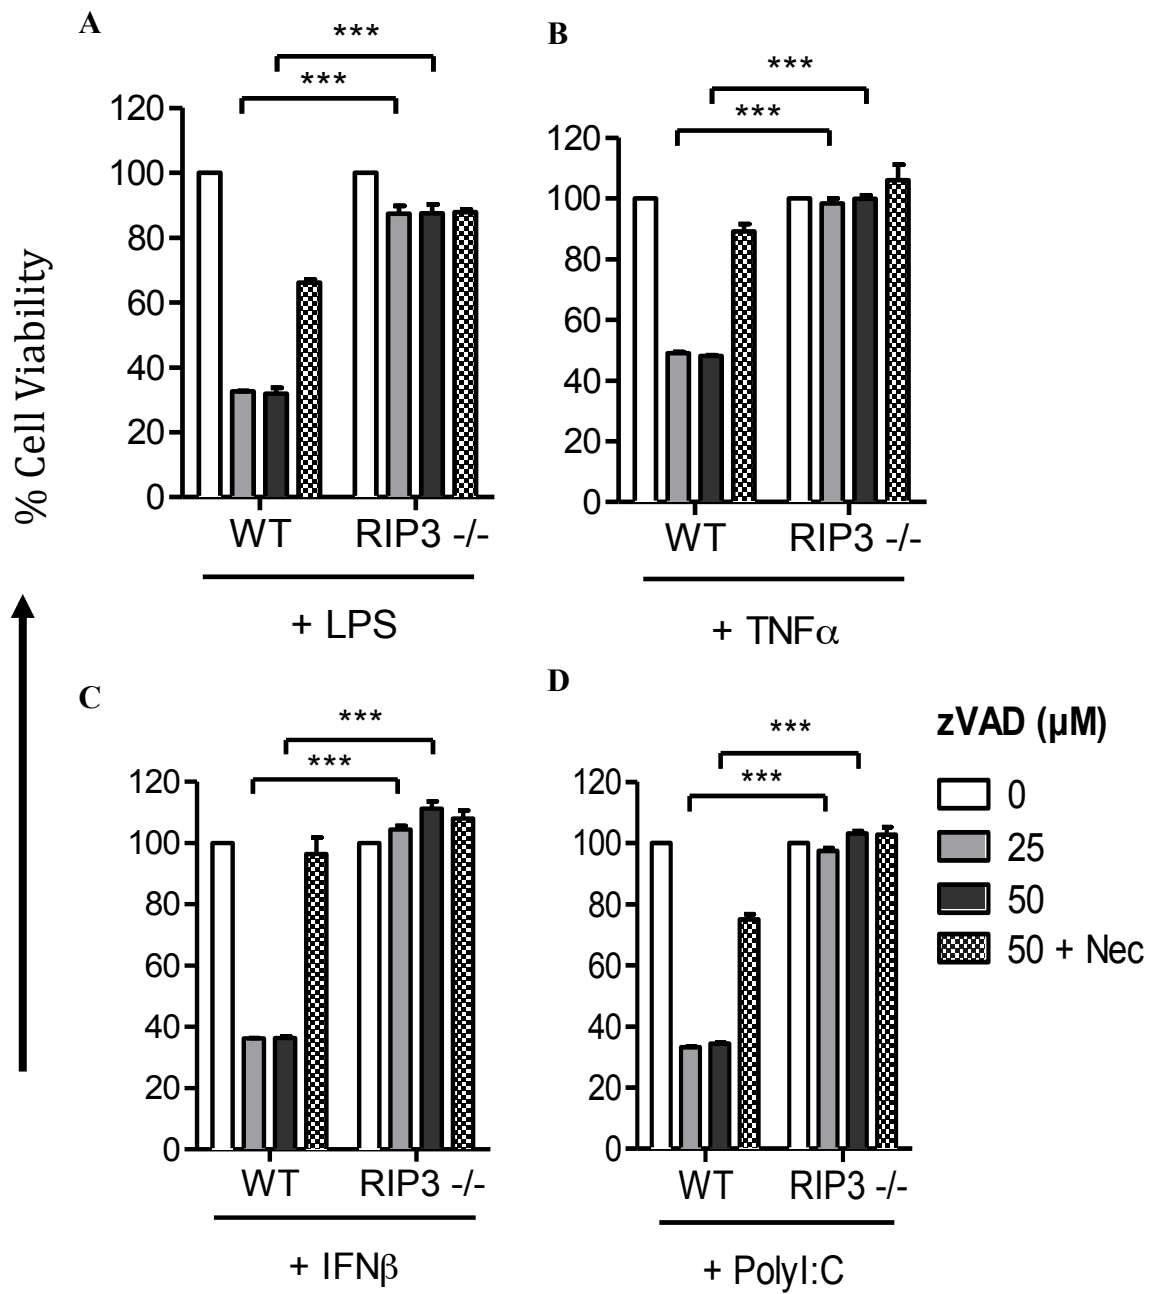 A
***
***
120
100
80
60
40
20
0
WT RIP3 -/-
+ LPS
B
***
***
120
100
80
60
40
20
0
WT RIP3 -/-
+ TNFα
% Cell Viability
C
***
***
120
100
80
60
40
20
0
WT RIP3 -/-
+ IFNβ
D
***
***
120
100
80
60
40
20
0
WT RIP3 -/-
+ PolyI:C
zVAD (µM)
0
25
50
50 + Nec